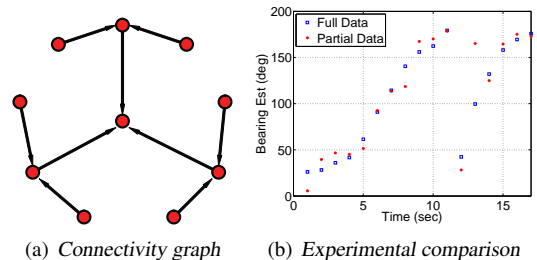 Full Data
Partial Data
Bearing Est (deg)
200
150
100
50
0
0
5
10
15
Time (sec)
(a) Connectivity graph
(b) Experimental comparison